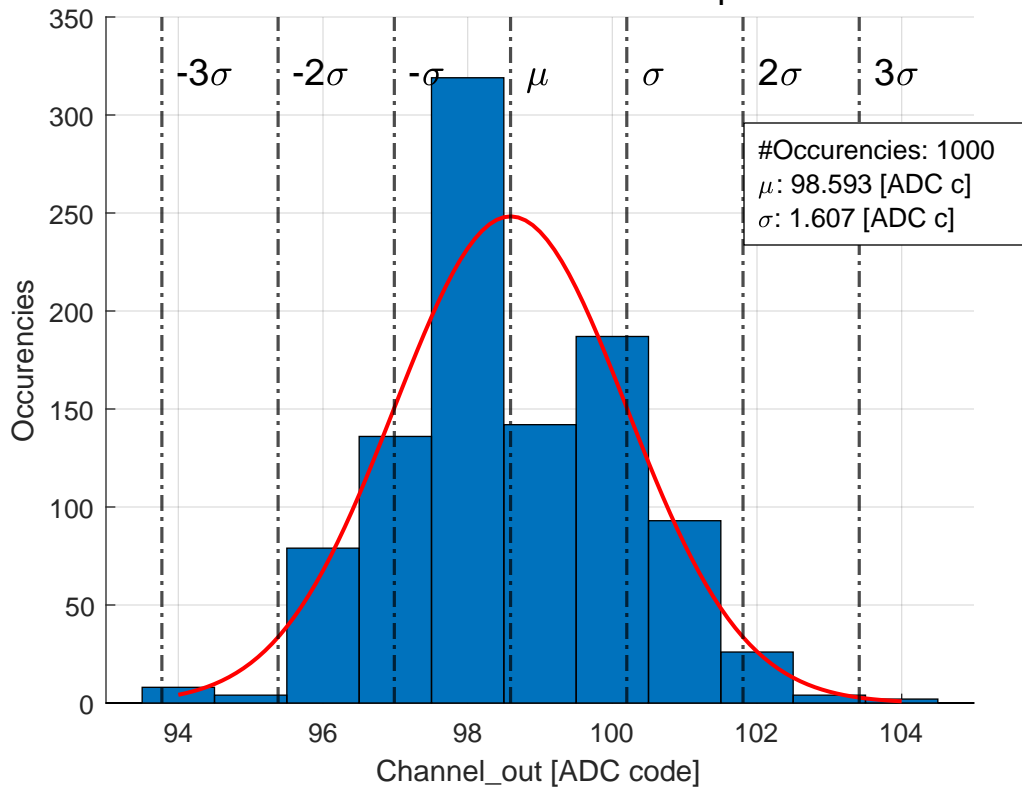 350
300
250
200
150
100
50
0
Occurencies
-3σ -2σ -σ μ σ 2σ 3σ
#Occurencies: 1000
μ: 98.593 [ADC c]
σ: 1.607 [ADC c]
94 96 98 100 102 104
Channel_out [ADC code]